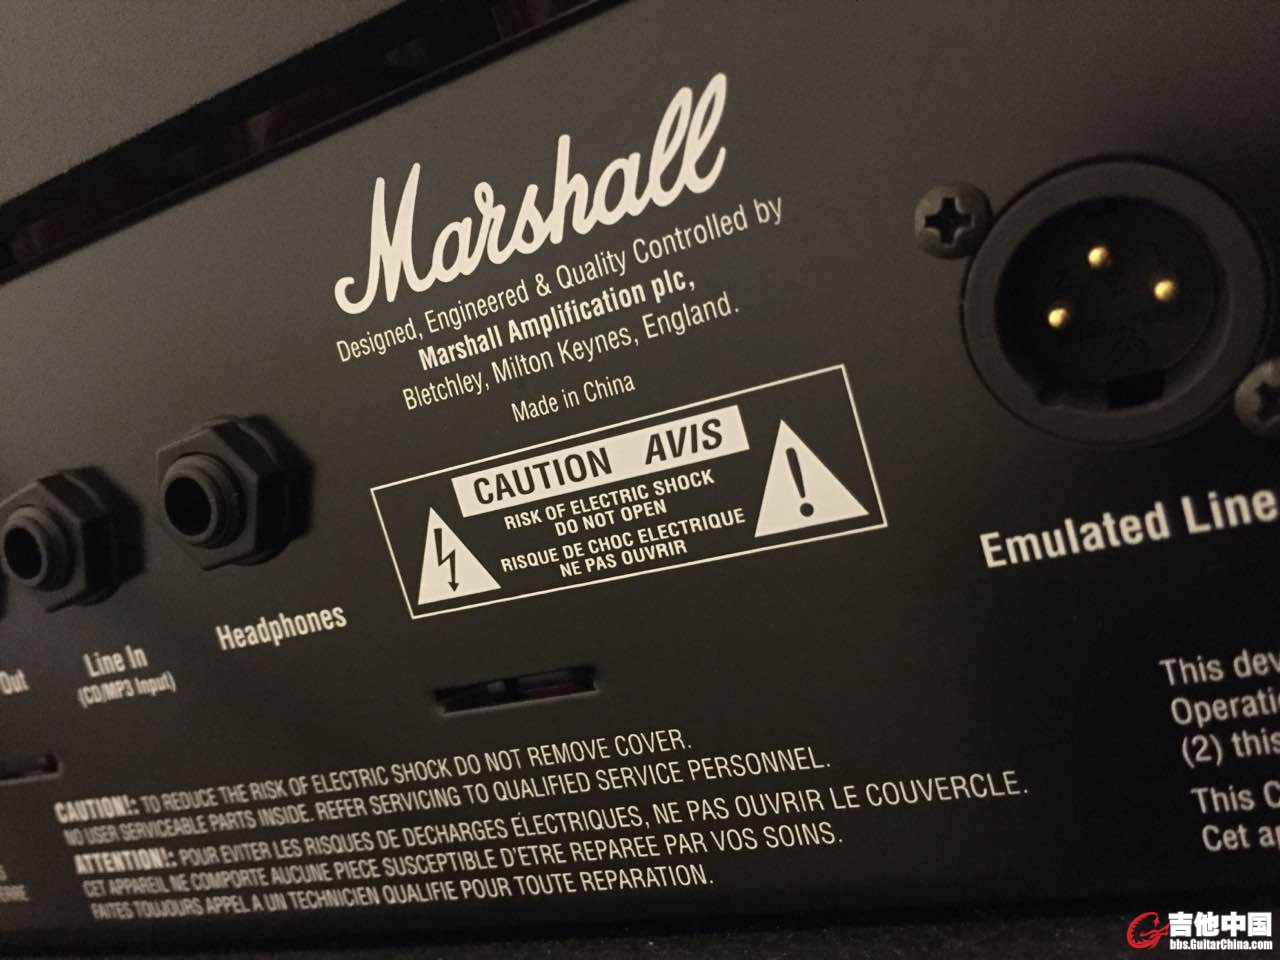 Marshall
Designed, Engineered & Quality Controlled by
Marshall Amplification plc,
Bletchley, Milton Keynes, England.
Made in China
CAUTION AVIS
RISK OF ELECTRIC SHOCK
DO NOT OPEN
RISQUE DE CHOC ELECTRIQUE
NE PAS OUVRIR
Emulated Line
Out
Line In
(CD/MP3 Input)
Headphones
CAUTION!: TO REDUCE THE RISK OF ELECTRIC SHOCK DO NOT REMOVE COVER.
NO USER SERVICEABLE PARTS INSIDE. REFER SERVICING TO QUALIFIED SERVICE PERSONNEL.
ATTENTION!: POUR EVITER LES RISQUES DE DECHARGES ÉLECTRIQUES, NE PAS OUVRIR LE COUVERCLE.
CET APPAREIL NE COMPORTE AUCUNE PIECE SUSCEPTIBLE D'ETRE REPAREE PAR VOS SOINS.
FAITES TOUJOURS APPEL A UN TECHNICIEN QUALIFIE POUR TOUTE REPARATION.
This dev
Operati
(2) this
This C
Cet ap
吉他中国
bbs.GuitarChina.com